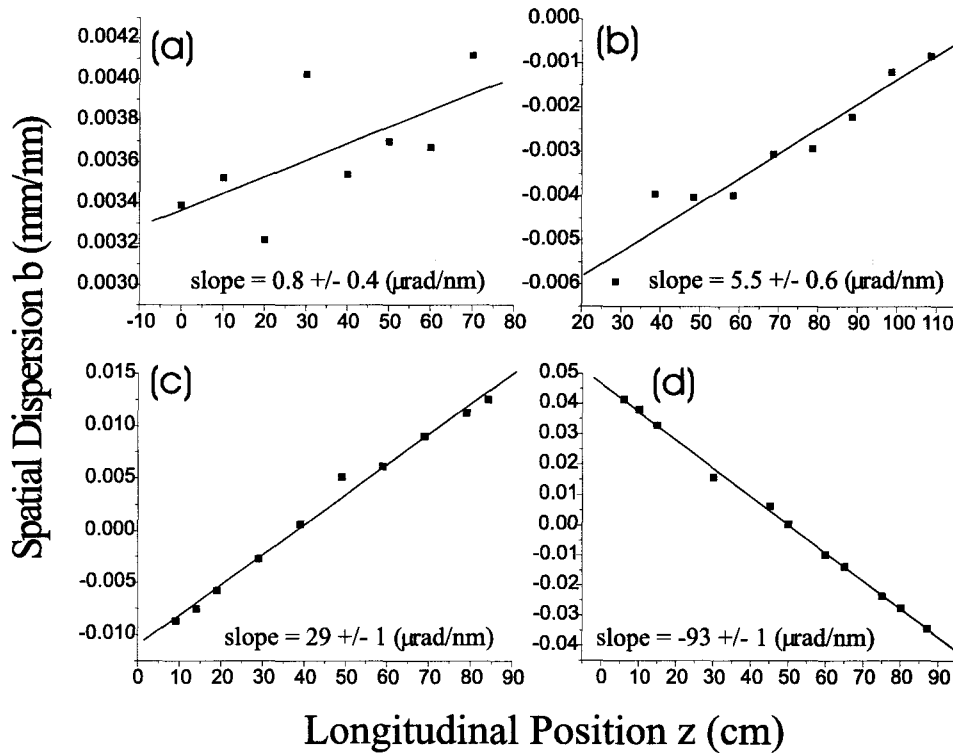 Spatial Dispersion b (mm/nm)
(a)
0.0042
0.0040
0.0038
0.0036
0.0034
0.0032
0.0030
slope = 0.8 +/- 0.4 (µrad/nm)
-10 0 10 20 30 40 50 60 70 80
(b)
0.000
-0.001
-0.002
-0.003
-0.004
-0.005
-0.006
slope = 5.5 +/- 0.6 (µrad/nm)
20 30 40 50 60 70 80 90 100 110
(c)
0.015
0.010
0.005
0.000
-0.005
-0.010
slope = 29 +/- 1 (µrad/nm)
0 10 20 30 40 50 60 70 80 90
(d)
0.05
0.04
0.03
0.02
0.01
0.00
-0.01
-0.02
-0.03
-0.04
slope = -93 +/- 1 (µrad/nm)
0 10 20 30 40 50 60 70 80 90
Longitudinal Position z (cm)